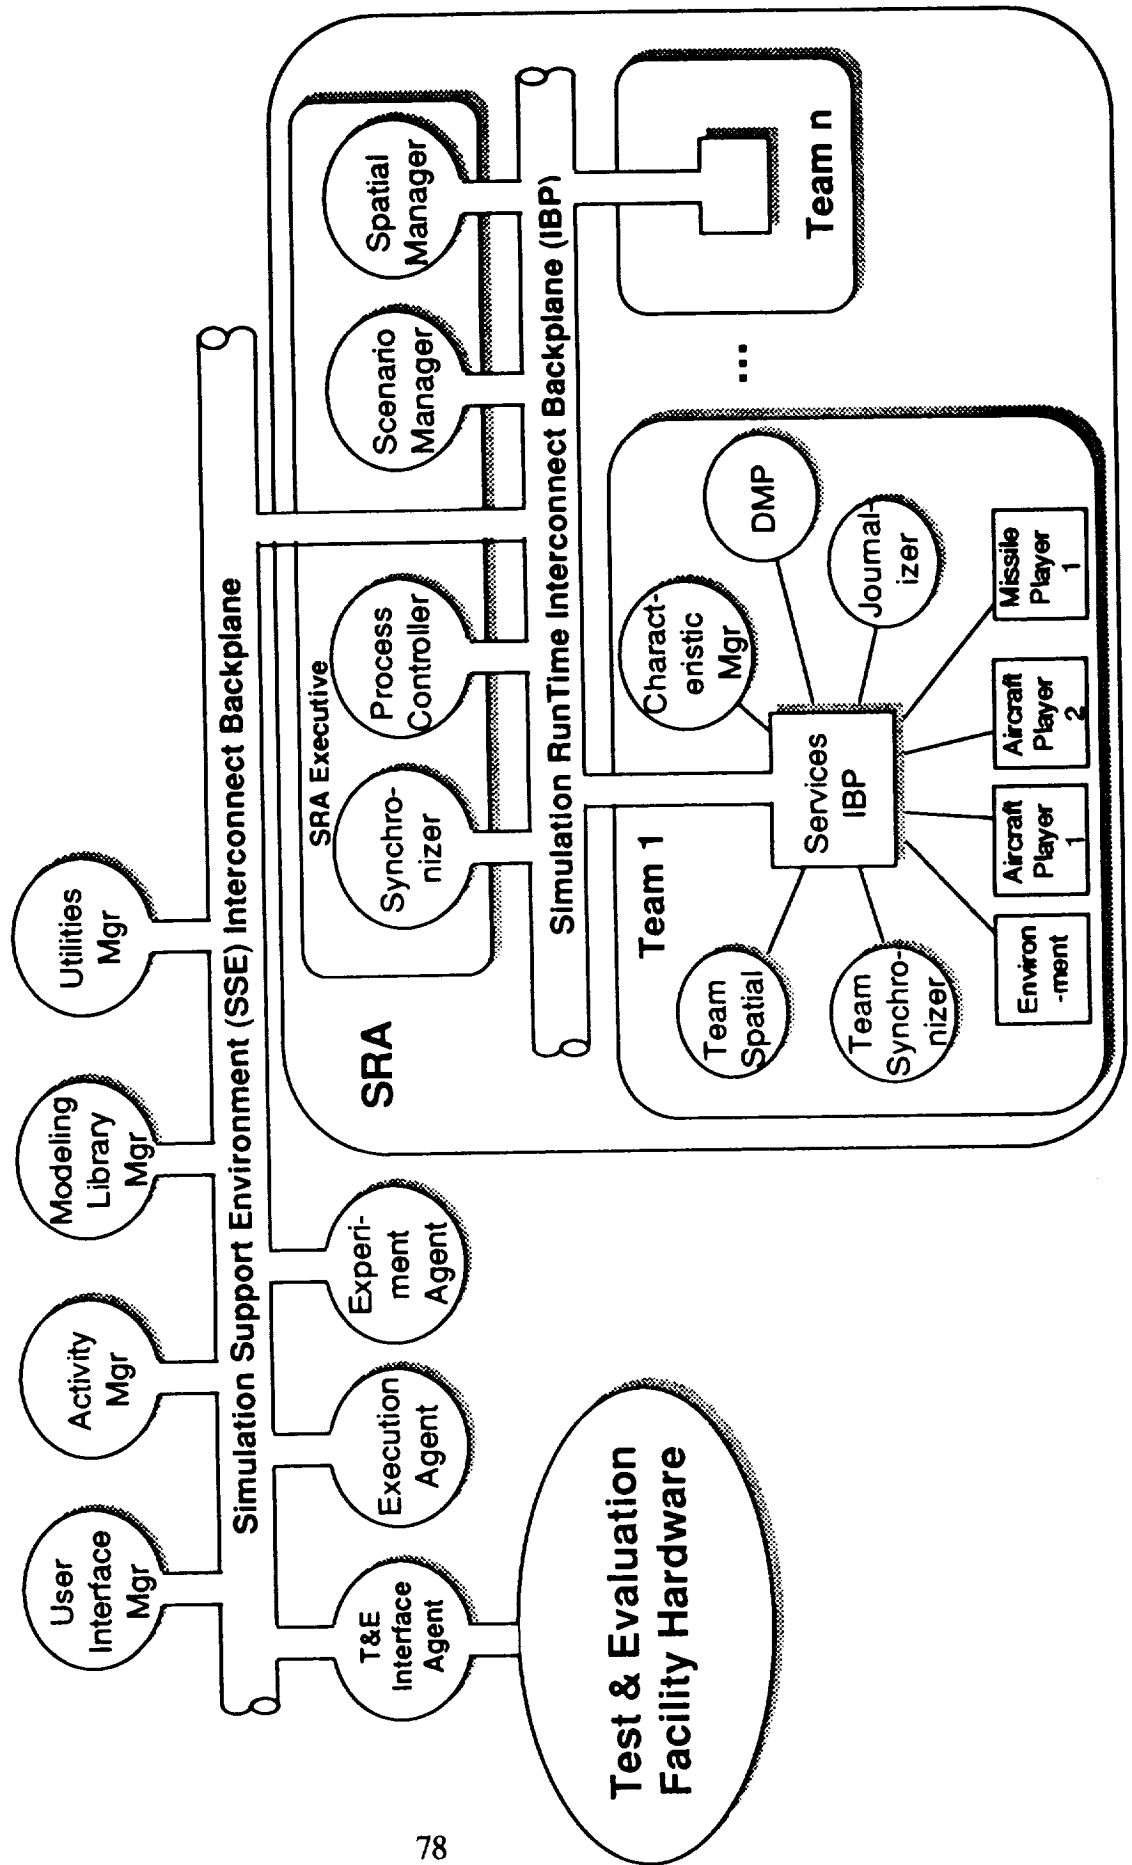 User
Interface
Mgr
Activity
Mgr
Modeling
Library
Mgr
Utilities
Mgr
Simulation Support Environment (SSE) Interconnect Backplane
T&E
Interface
Agent
Execution
Agent
Experi-
ment
Agent
Test & Evaluation
Facility Hardware
SRA
SRA Executive
Synchro-
nizer
Process
Controller
Scenario
Manager
Spatial
Manager
Simulation RunTime Interconnect Backplane (IBP)
Team 1
Team
Spatial
Team
Synchro-
nizer
Services
IBP
Charact-
eristic
Mgr
DMP
Journal-
izer
Environ
-ment
Aircraft
Player
1
Aircraft
Player
2
Missile
Player
1
...
Team n
78